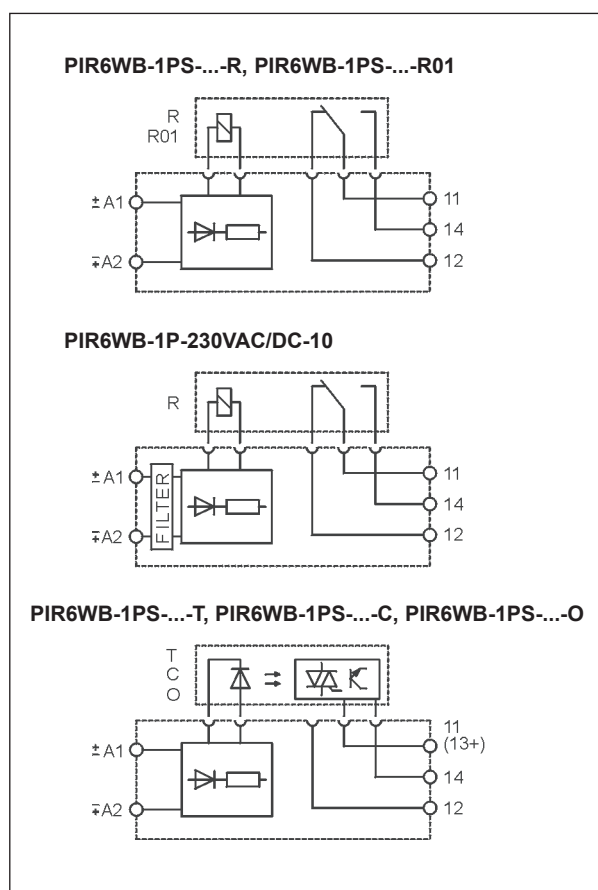 PIR6WB-1PS-...-R, PIR6WB-1PS-...-R01
R
R01
± A1
11
14
∓ A2
12
PIR6WB-1P-230VAC/DC-10
R
± A1
FILTER
11
14
∓ A2
12
PIR6WB-1PS-...-T, PIR6WB-1PS-...-C, PIR6WB-1PS-...-O
T
C
O
11
± A1
(13+)
14
∓ A2
12